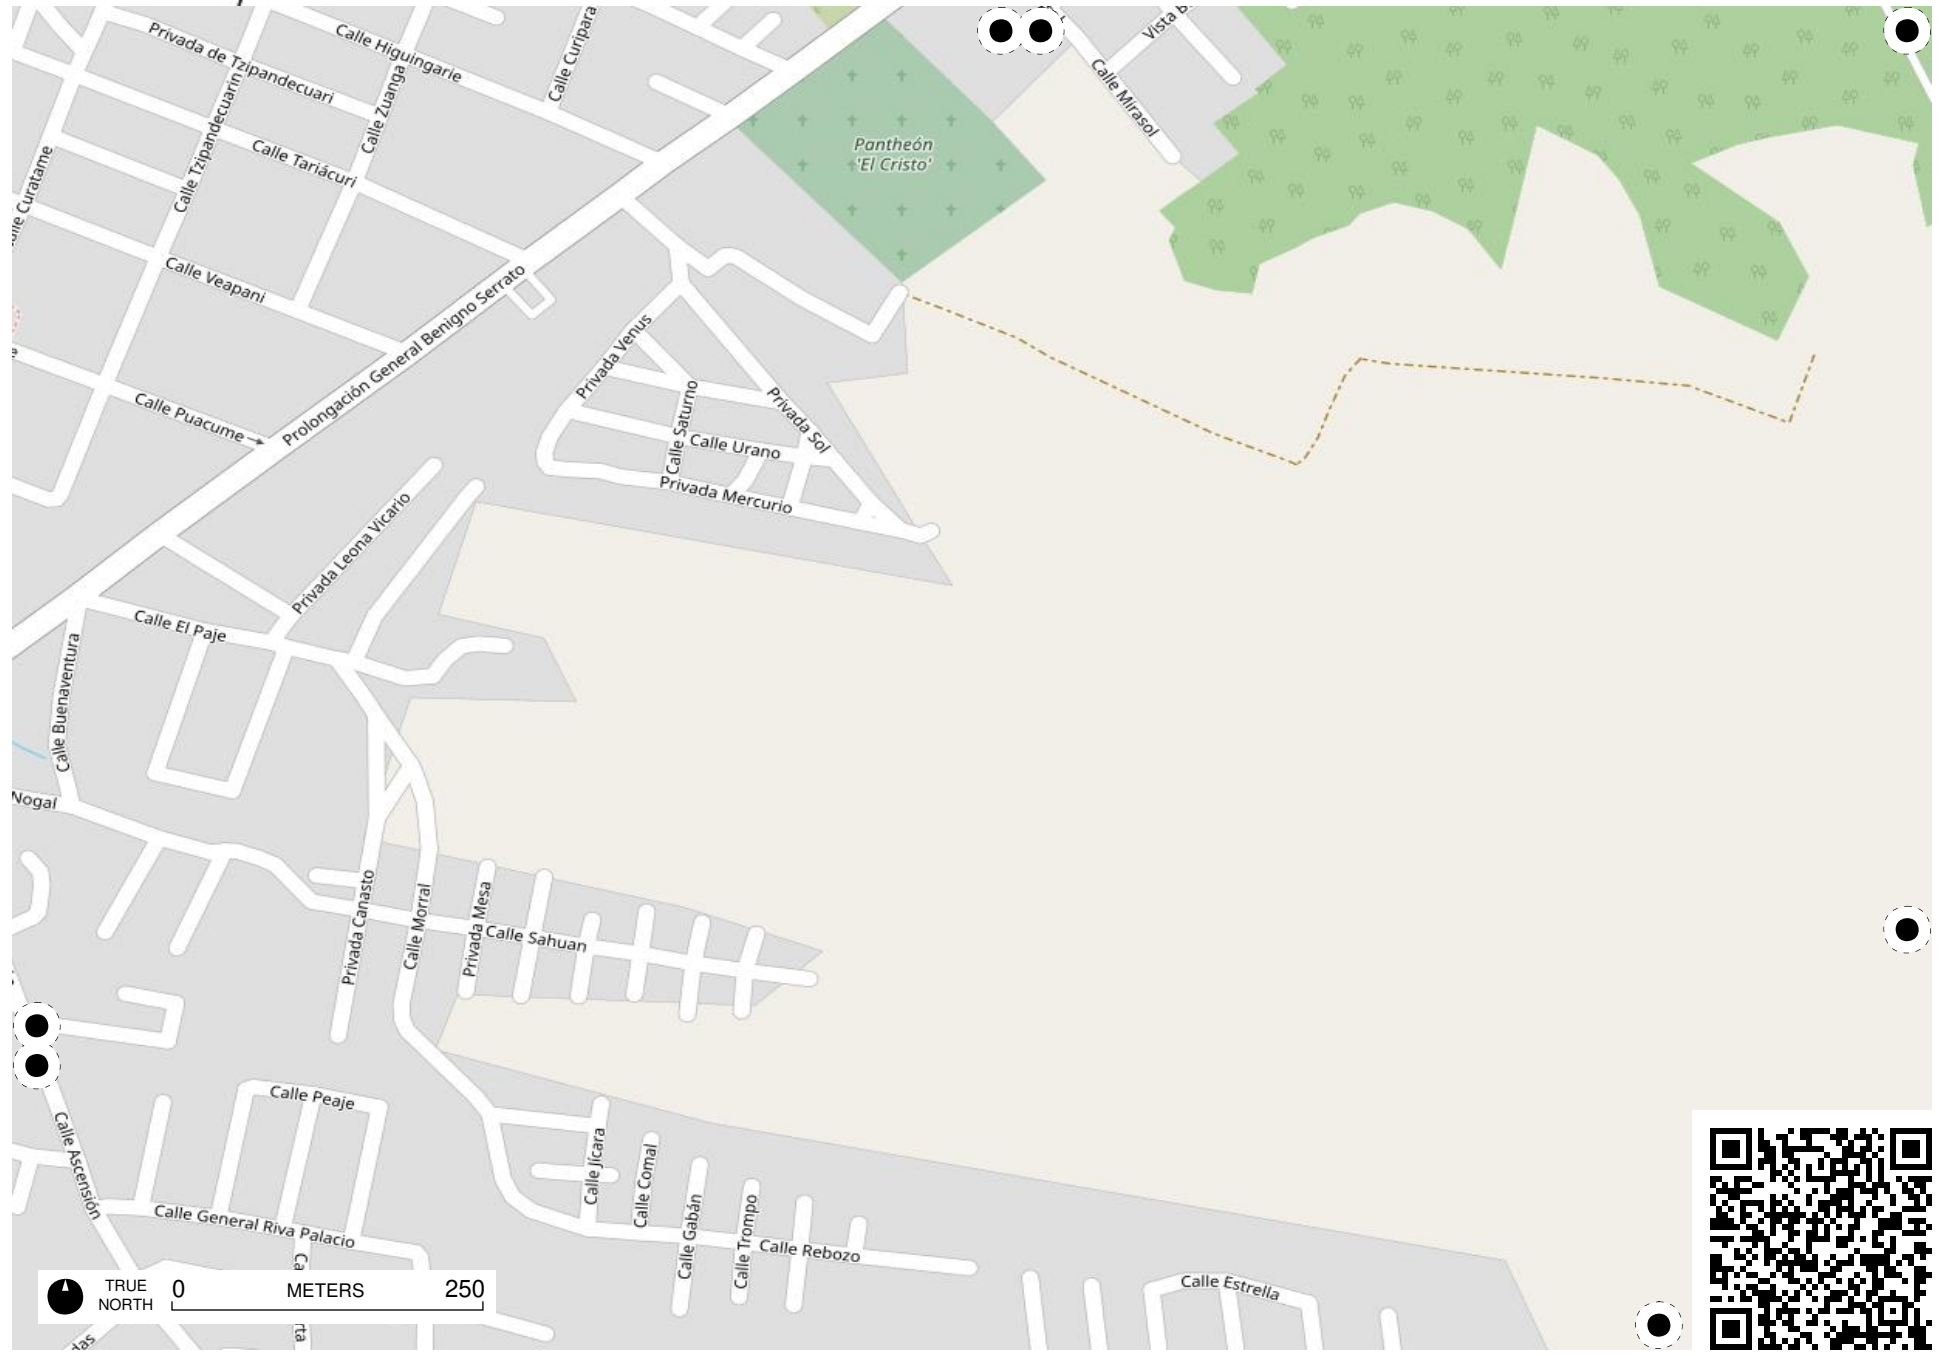 Privada de Tzipandecuari
Calle Higuingarie
Calle Curipara
Calle Mirasol
Calle Zuanga
Calle Tzipandecuarin
Calle Tariácuri
Pantheón
'El Cristo'
Calle Veapani
Prolongación General Benigno Serrato
Privada Venus
Calle Puacume
Calle Saturno
Privada Sol
Calle Urano
Privada Mercurio
Privada Leona Vicario
Calle El Paje
Calle Buenaventura
Nogal
Privada Canasto
Calle Morral
Privada Mesa
Calle Sahuan
Calle Peaje
Calle Ascensión
Calle Jícara
Calle Comal
Calle Gabán
Calle Trompo
Calle General Riva Palacio
Calle Rebozo
Calle Estrella
TRUE
NORTH
0 METERS 250